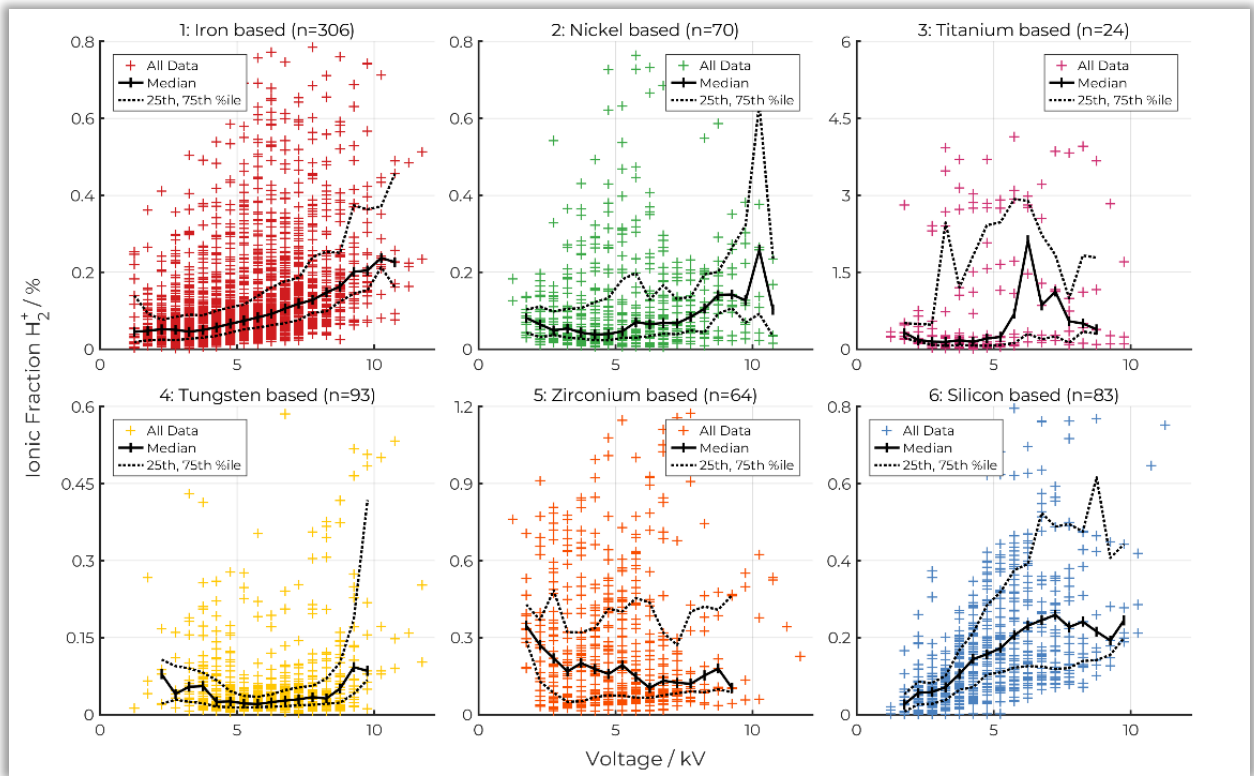 1: Iron based (n=306)
0.8
0.6
0.4
0.2
0
5
10
All Data
Median
25th, 75th %ile
2: Nickel based (n=70)
0.8
0.6
0.4
0.2
0
5
10
All Data
Median
25th, 75th %ile
3: Titanium based (n=24)
6
4.5
3
1.5
0
5
10
All Data
Median
25th, 75th %ile
Ionic Fraction H₂⁺ / %
4: Tungsten based (n=93)
0.6
0.45
0.3
0.15
0
0
5
10
All Data
Median
25th, 75th %ile
5: Zirconium based (n=64)
1.2
0.9
0.6
0.3
0
0
5
10
All Data
Median
25th, 75th %ile
6: Silicon based (n=83)
0.8
0.6
0.4
0.2
0
0
5
10
All Data
Median
25th, 75th %ile
Voltage / kV